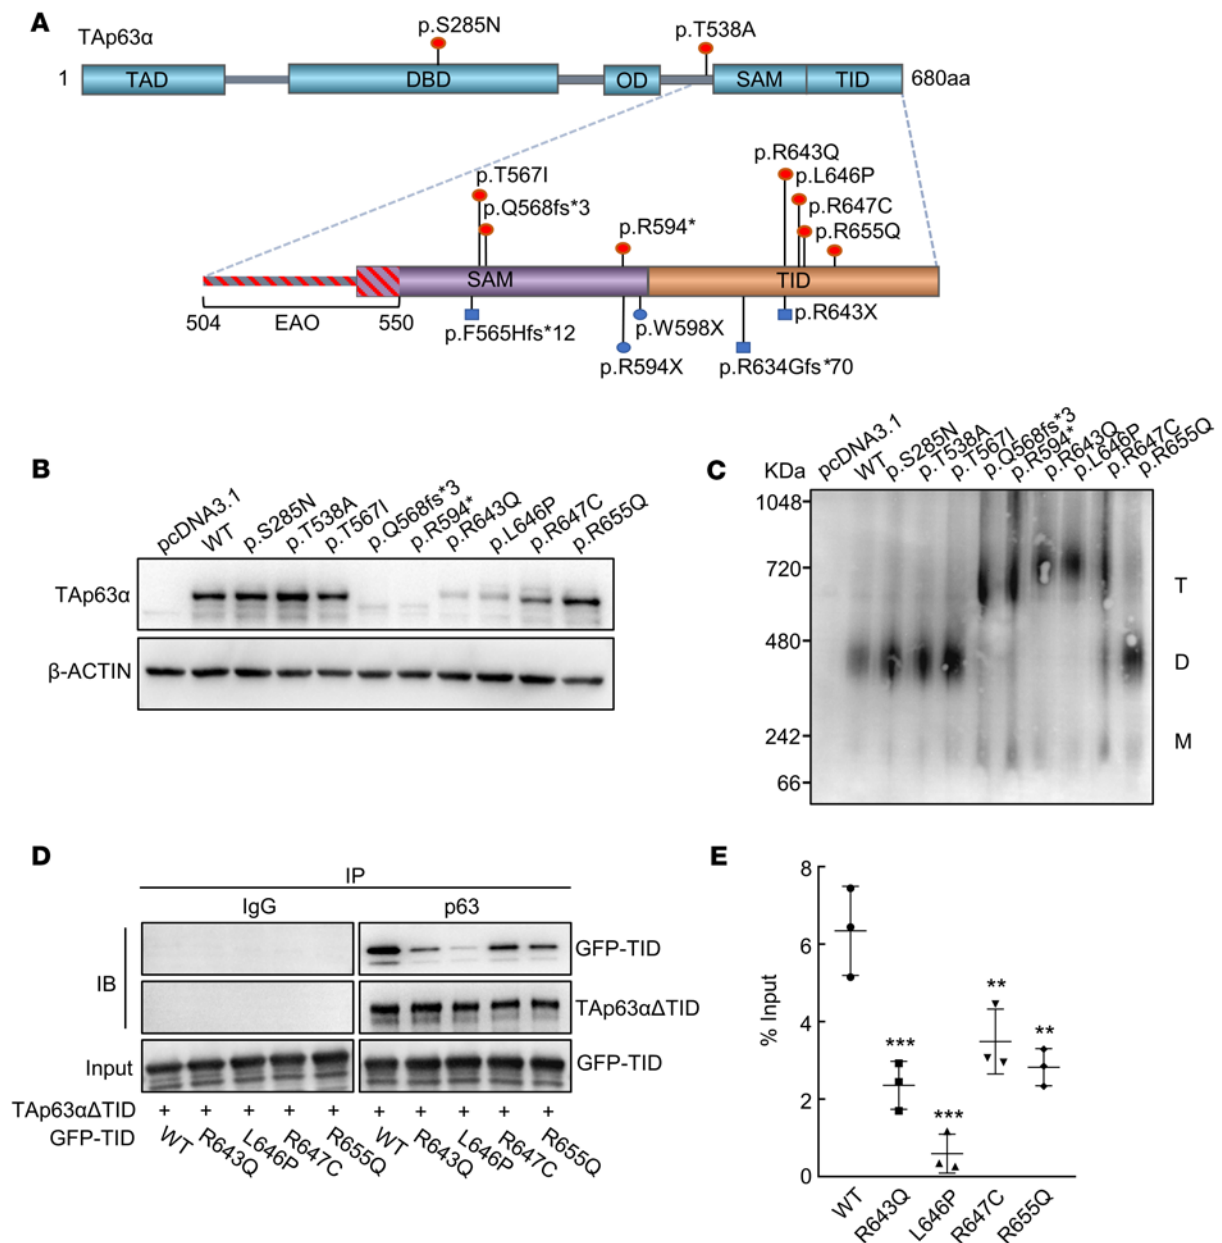 A
TAp63α
p.S285N
p.T538A
1
TAD
DBD
OD
SAM
TID
680aa
p.R643Q
p.T567I
p.L646P
p.Q568fs*3
p.R647C
p.R594*
p.R655Q
SAM
TID
504
EAO
550
p.F565Hfs*12
p.W598X
p.R643X
p.R594X
p.R634Gfs*70
B
pcDNA3.1
WT
p.S285N
p.T538A
p.T567I
p.Q568fs*3
p.R594*
p.R643Q
p.L646P
p.R647C
p.R655Q
TAp63α
β-ACTIN
C
KDa
pcDNA3.1
WT
p.S285N
p.T538A
p.T567I
p.Q568fs*3
p.R594*
p.R643Q
p.L646P
p.R647C
p.R655Q
1048
720
480
242
66
T
D
M
D
IP
IgG
p63
IB
GFP-TID
TAp63αΔTID
Input
GFP-TID
TAp63αΔTID + + + + + + + + + +
GFP-TID WT R643Q L646P R647C R655Q WT R643Q L646P R647C R655Q
E
% Input
8
6
4
2
0
***
***
**
**
WT
R643Q
L646P
R647C
R655Q